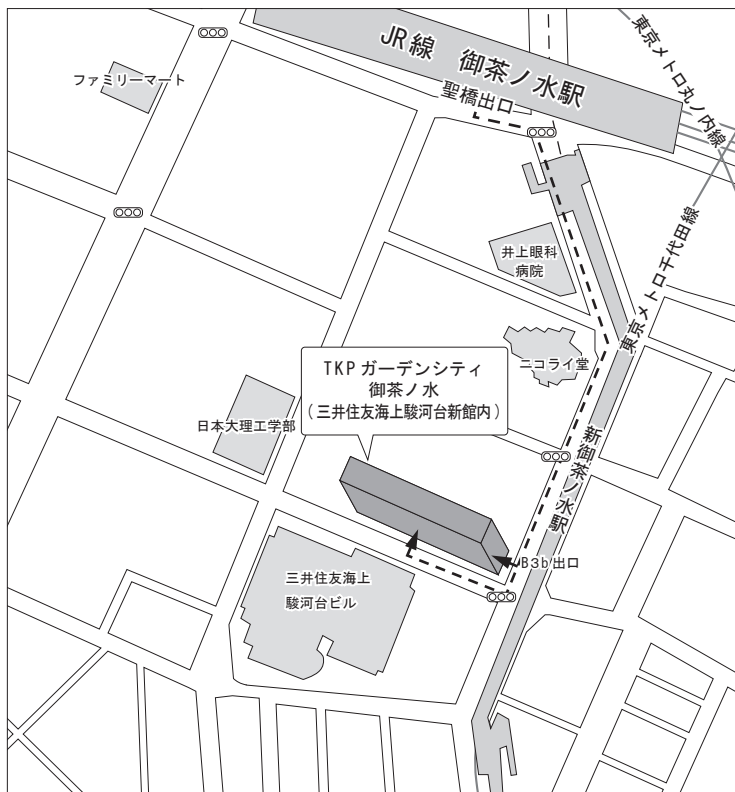 JR線 御茶ノ水駅
聖橋出口
東京メトロ丸ノ内線
ファミリーマート
東京メトロ千代田線
井上眼科
病院
ニコライ堂
TKP ガーデンシティ
御茶ノ水
(三井住友海上駿河台新館内)
日本大理工学部
新御茶ノ水駅
B3b出口
三井住友海上
駿河台ビル